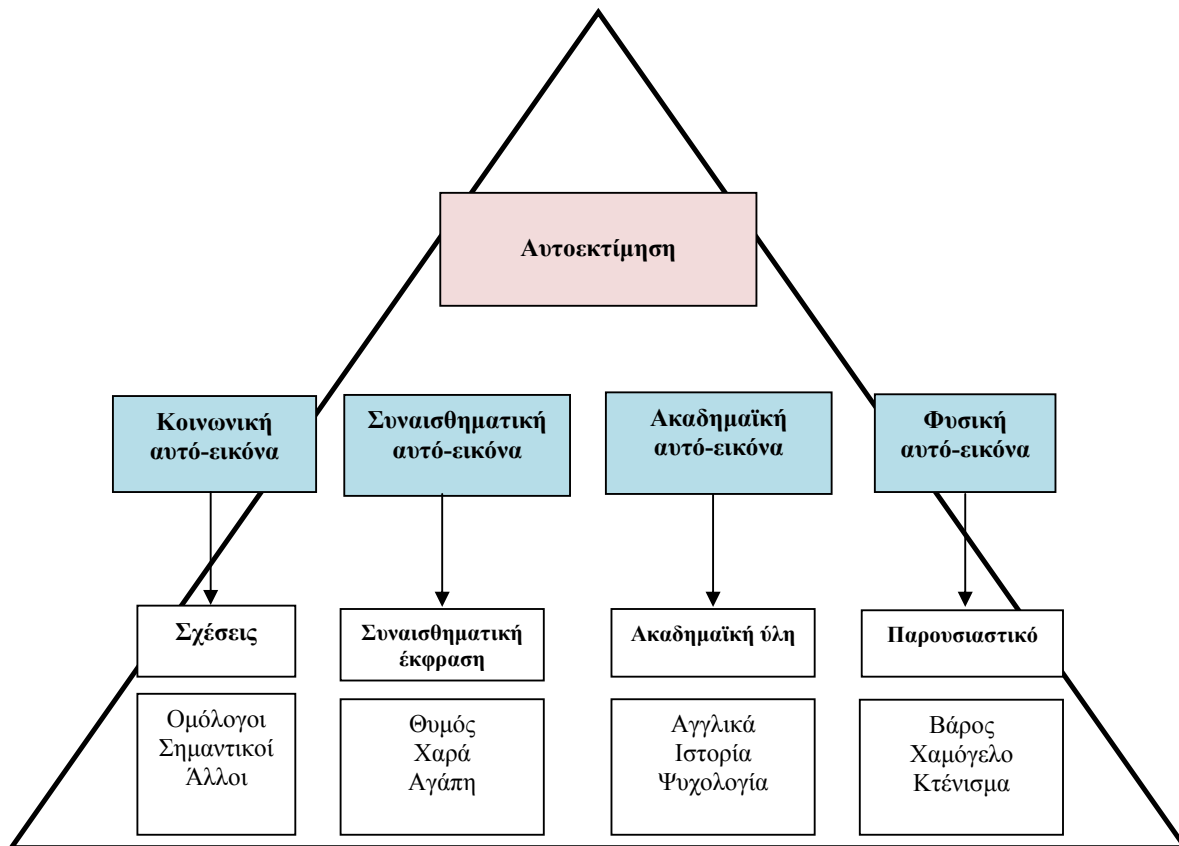 Αυτοεκτίμηση
Κοινωνική
αυτό-εικόνα
Συναισθηματική
αυτό-εικόνα
Ακαδημαϊκή
αυτό-εικόνα
Φυσική
αυτό-εικόνα
Σχέσεις
Συναισθηματική
έκφραση
Ακαδημαϊκή ύλη
Παρουσιαστικό
Ομόλογοι
Σημαντικοί
Άλλοι
Θυμός
Χαρά
Αγάπη
Αγγλικά
Ιστορία
Ψυχολογία
Βάρος
Χαμόγελο
Κτένισμα